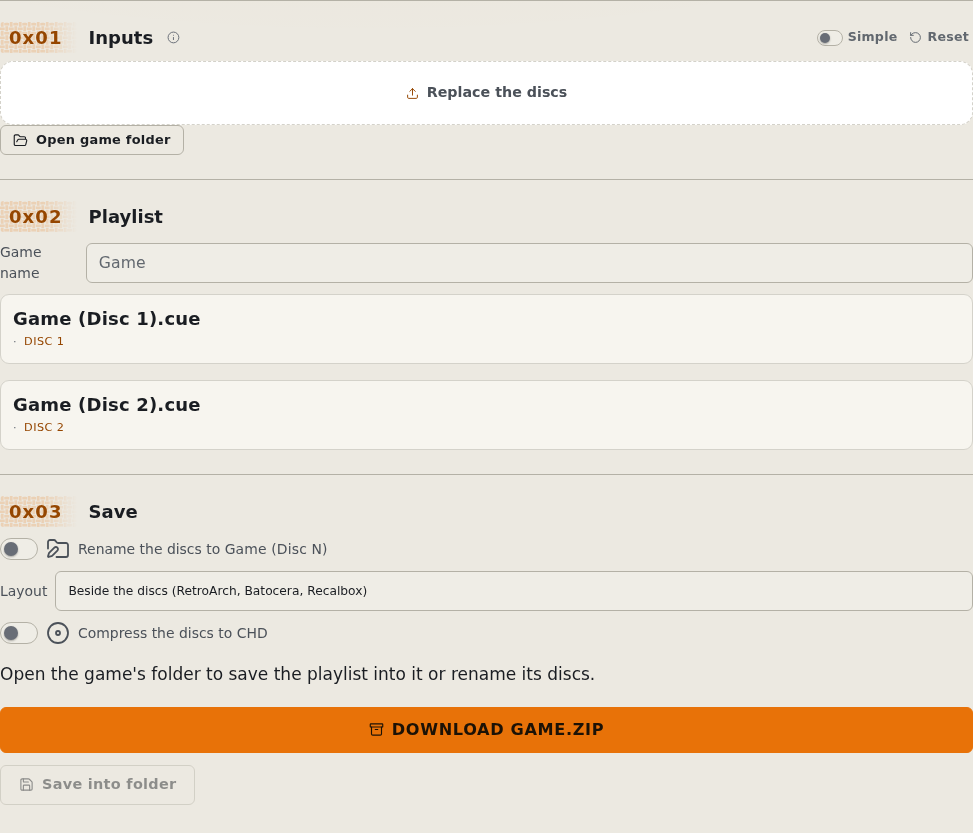 0x01 Inputs Simple Reset
Replace the discs
Open game folder
0x02 Playlist
Game
name
Game
Game (Disc 1).cue
· DISC 1
Game (Disc 2).cue
· DISC 2
0x03 Save
Rename the discs to Game (Disc N)
Layout Beside the discs (RetroArch, Batocera, Recalbox)
Compress the discs to CHD
Open the game's folder to save the playlist into it or rename its discs.
DOWNLOAD GAME.ZIP
Save into folder